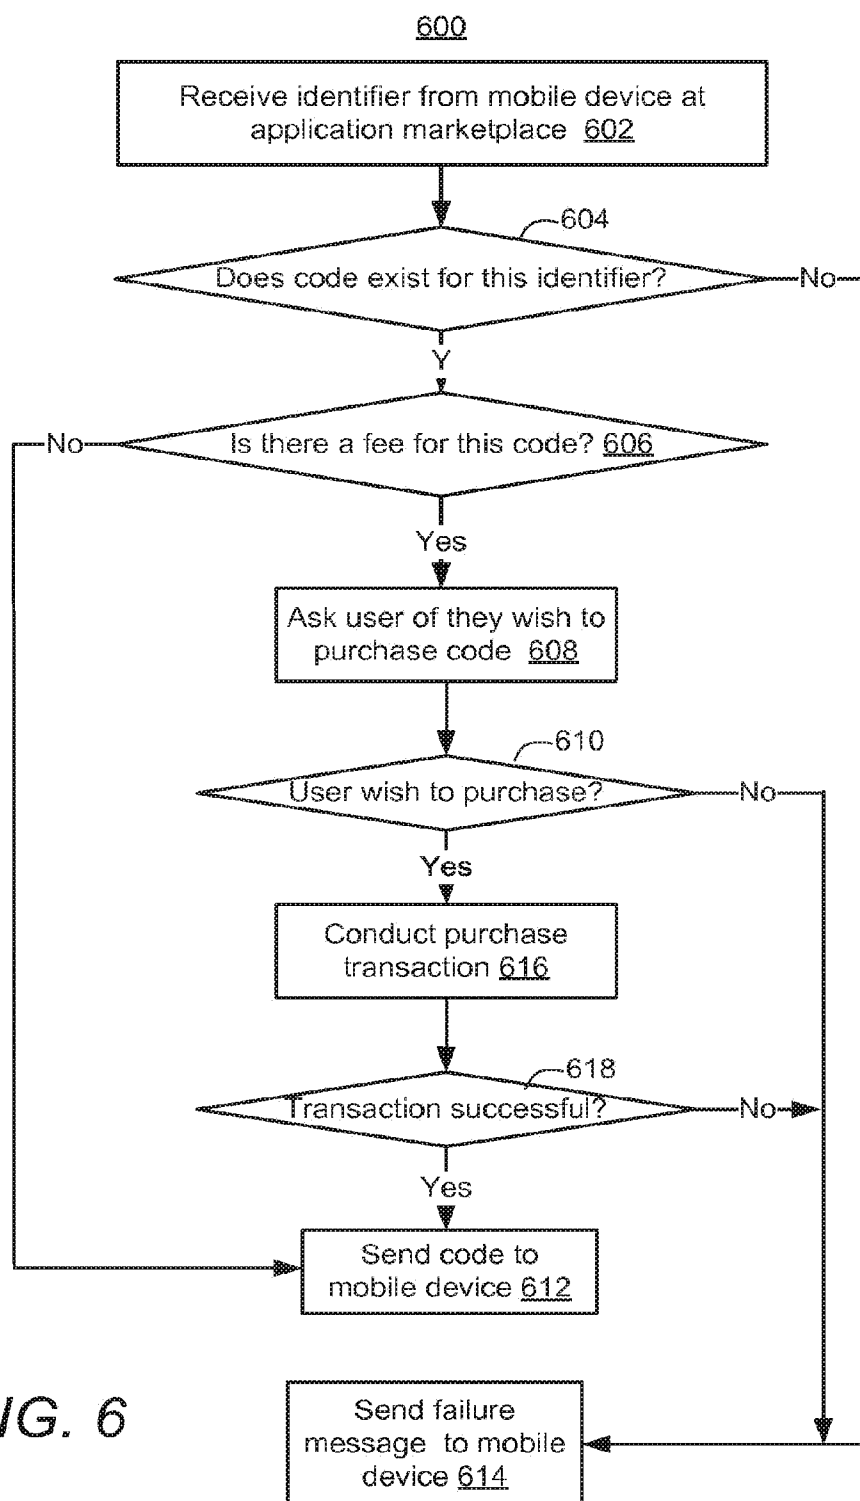 600
Receive identifier from mobile device at
application marketplace 602
604
Does code exist for this identifier?
No
Y
No
Is there a fee for this code? 606
Yes
Ask user of they wish to
purchase code 608
610
User wish to purchase?
No
Yes
Conduct purchase
transaction 616
618
Transaction successful?
No
Yes
Send code to
mobile device 612
Send failure
message to mobile
device 614
IG. 6